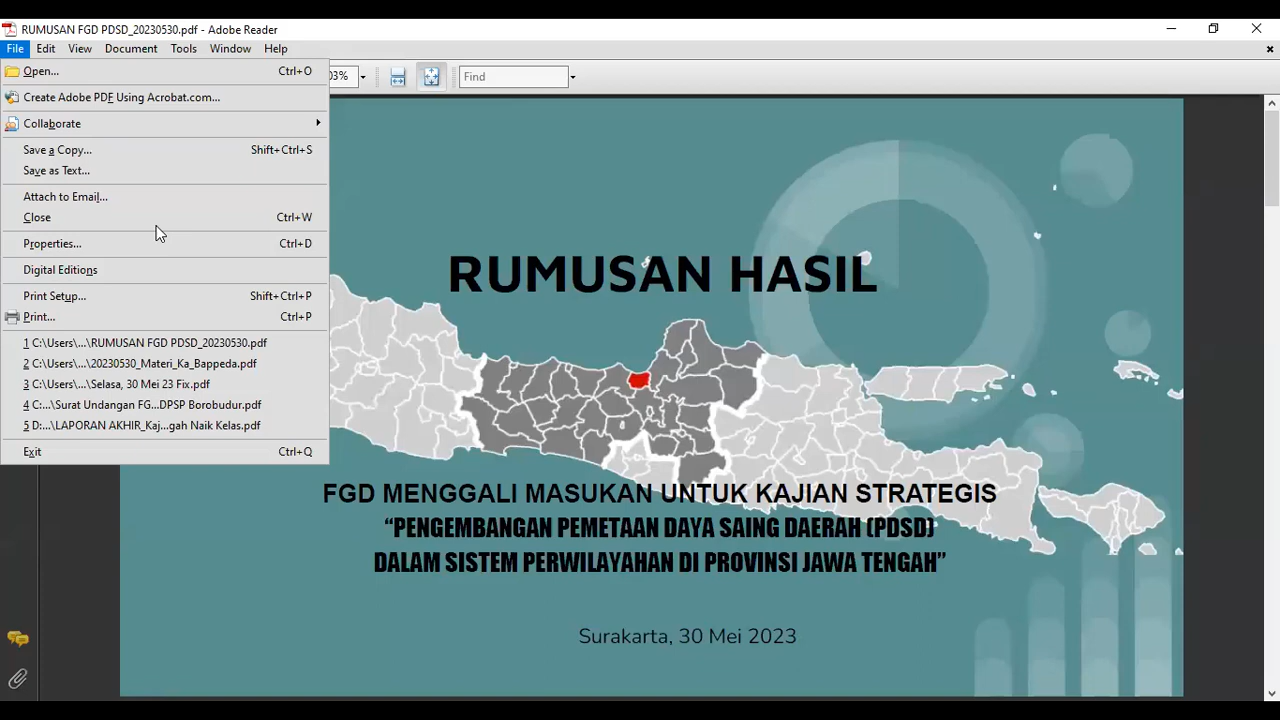 RUMUSAN FGD PDSD_20230530.pdf - Adobe Reader
File Edit View Document Tools Window Help
Open... Ctrl+O
Create Adobe PDF Using Acrobat.com...
Collaborate
Save a Copy... Shift+Ctrl+S
Save as Text...
Attach to Email...
Close Ctrl+W
Properties... Ctrl+D
Digital Editions
Print Setup... Shift+Ctrl+P
Print... Ctrl+P
1 C:\Users\...\RUMUSAN FGD PDSD_20230530.pdf
2 C:\Users\...\20230530_Materi_Ka_Bappeda.pdf
3 C:\Users\...\Selasa, 30 Mei 23 Fix.pdf
4 C:...\Surat Undangan FG...DPSP Borobudur.pdf
5 D:...\LAPORAN AKHIR_Kaj...gah Naik Kelas.pdf
Exit Ctrl+Q
03%
Find
RUMUSAN HASIL
FGD MENGGALI MASUKAN UNTUK KAJIAN STRATEGIS
“PENGEMBANGAN PEMETAAN DAYA SAING DAERAH (PDSD)
DALAM SISTEM PERWILAYAHAN DI PROVINSI JAWA TENGAH”
Surakarta, 30 Mei 2023